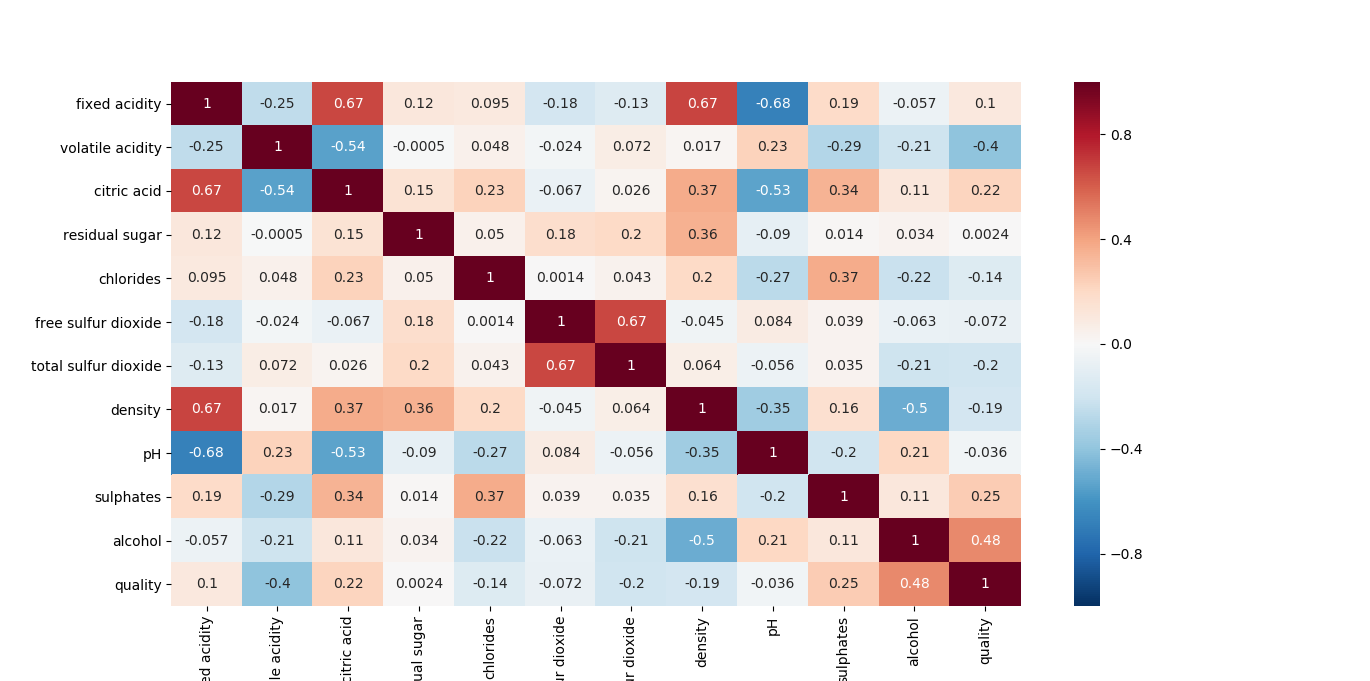 fixed acidity 1 -0.25 0.67 0.12 0.095 -0.18 -0.13 0.67 -0.68 0.19 -0.057 0.1
0.8
volatile acidity -0.25 1 -0.54 -0.0005 0.048 -0.024 0.072 0.017 0.23 -0.29 -0.21 -0.4
citric acid 0.67 -0.54 1 0.15 0.23 -0.067 0.026 0.37 -0.53 0.34 0.11 0.22
residual sugar 0.12 -0.0005 0.15 1 0.05 0.18 0.2 0.36 -0.09 0.014 0.034 0.0024
0.4
chlorides 0.095 0.048 0.23 0.05 1 0.0014 0.043 0.2 -0.27 0.37 -0.22 -0.14
free sulfur dioxide -0.18 -0.024 -0.067 0.18 0.0014 1 0.67 -0.045 0.084 0.039 -0.063 -0.072
0.0
total sulfur dioxide -0.13 0.072 0.026 0.2 0.043 0.67 1 0.064 -0.056 0.035 -0.21 -0.2
density 0.67 0.017 0.37 0.36 0.2 -0.045 0.064 1 -0.35 0.16 -0.5 -0.19
−0.4
pH -0.68 0.23 -0.53 -0.09 -0.27 0.084 -0.056 -0.35 1 -0.2 0.21 -0.036
sulphates 0.19 -0.29 0.34 0.014 0.37 0.039 0.035 0.16 -0.2 1 0.11 0.25
alcohol -0.057 -0.21 0.11 0.034 -0.22 -0.063 -0.21 -0.5 0.21 0.11 1 0.48
−0.8
quality 0.1 -0.4 0.22 0.0024 -0.14 -0.072 -0.2 -0.19 -0.036 0.25 0.48 1
ed acidity
le acidity
citric acid
ual sugar
chlorides
ur dioxide
ur dioxide
density
pH
sulphates
alcohol
quality